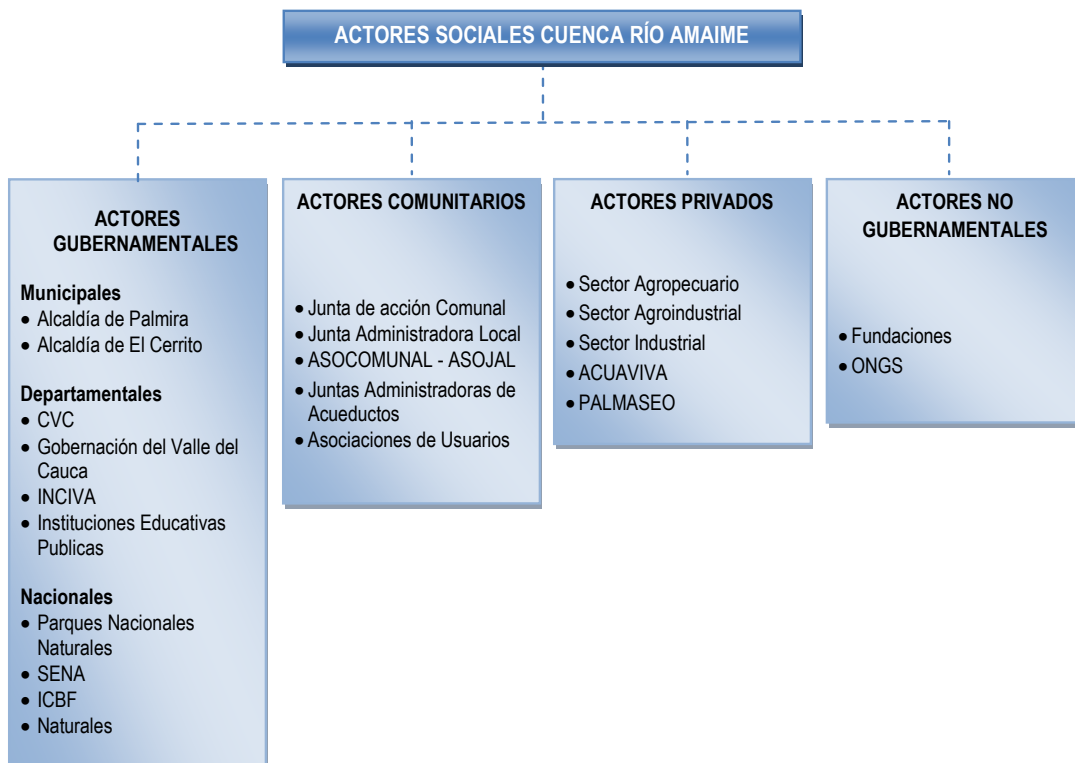 ACTORES SOCIALES CUENCA RÍO AMAIME
ACTORES
GUBERNAMENTALES
Municipales
• Alcaldía de Palmira
• Alcaldía de El Cerrito
Departamentales
• CVC
• Gobernación del Valle del
Cauca
• INCIVA
• Instituciones Educativas
Publicas
Nacionales
• Parques Nacionales
Naturales
• SENA
• ICBF
• Naturales
ACTORES COMUNITARIOS
• Junta de acción Comunal
• Junta Administradora Local
• ASOCOMUNAL - ASOJAL
• Juntas Administradoras de
Acueductos
• Asociaciones de Usuarios
ACTORES PRIVADOS
• Sector Agropecuario
• Sector Agroindustrial
• Sector Industrial
• ACUAVIVA
• PALMASEO
ACTORES NO
GUBERNAMENTALES
• Fundaciones
• ONGS